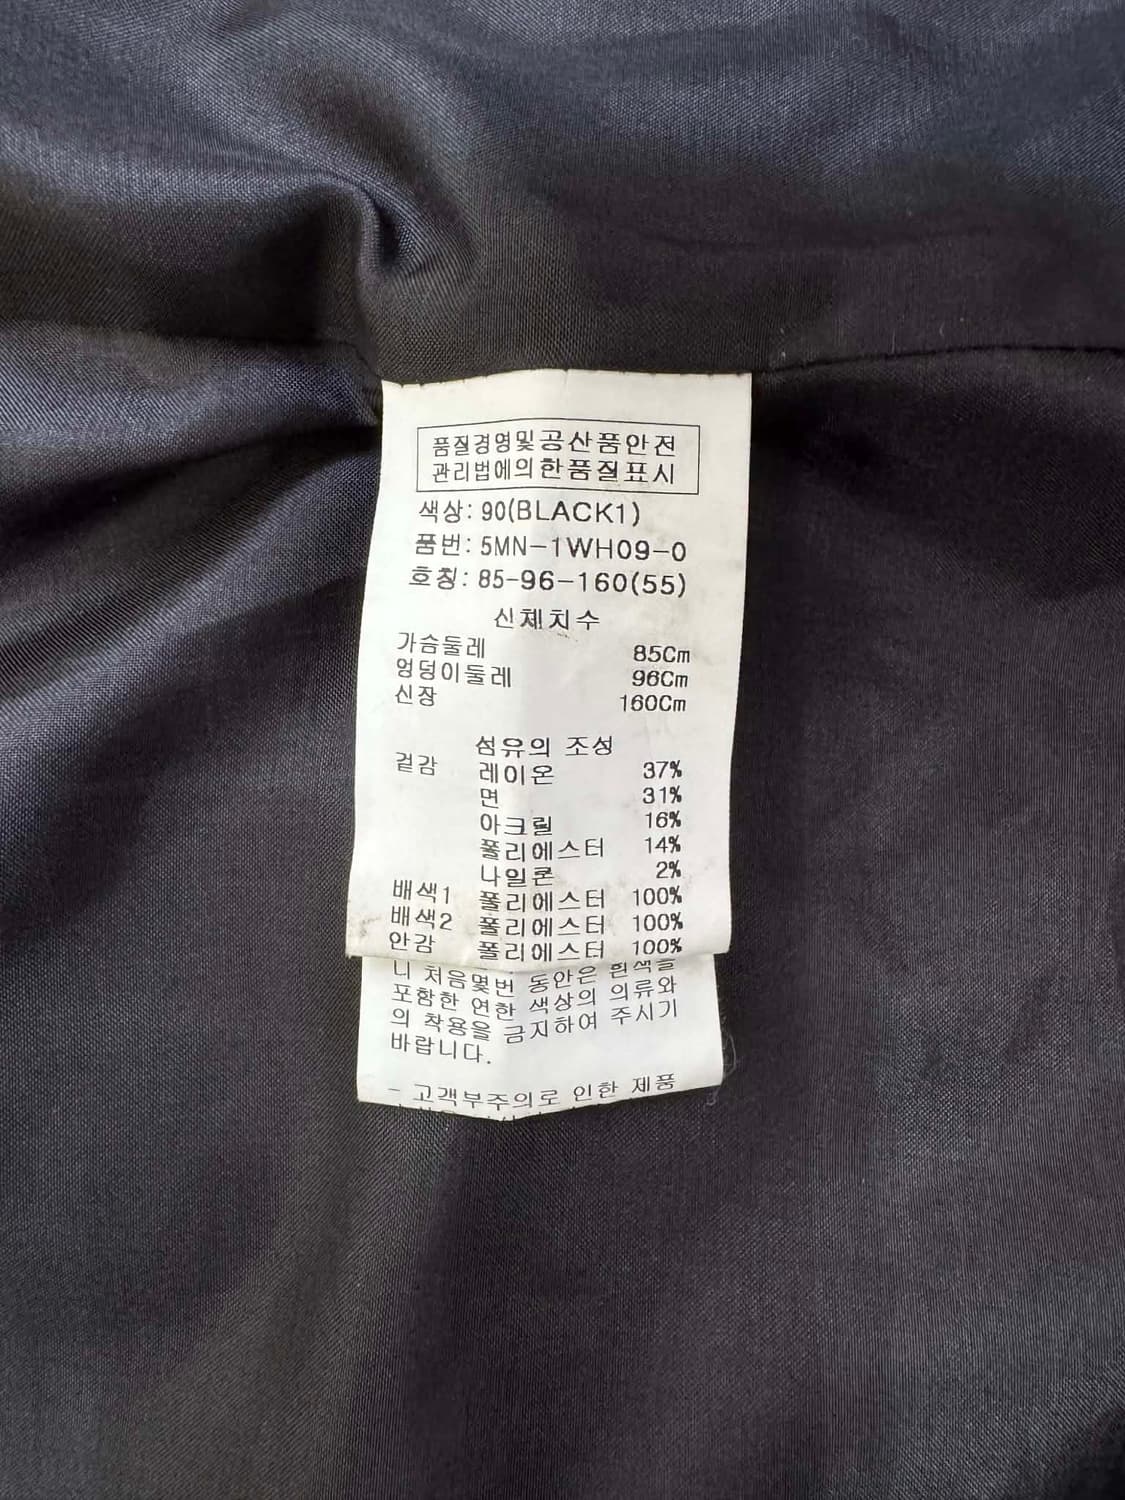 품질경영및공산품안전
관리법에의한품질표시
색상: 90(BLACK1)
품번: 5MN-1WH09-0
호칭: 85-96-160(55)
신체치수
가슴둘레 85Cm
엉덩이둘레 96Cm
신장 160Cm
섬유의 조성
겉감 레이온 37%
면 31%
아크릴 16%
폴리에스터 14%
나일론 2%
배색1 폴리에스터 100%
배색2 폴리에스터 100%
안감 폴리에스터 100%
니 처음몇번 동안은 흰색을
포함한 연한 색상의 의류와
의 착용을 금지하여 주시기
바랍니다.
- 고객부주의로 인한 제품